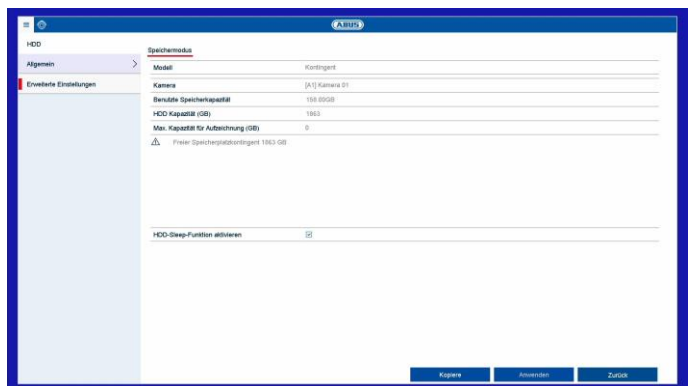 ABUS
HDD
Allgemein
Erweiterte Einstellungen
Speichermodus
Modell Kontingent
Kamera [A1] Kamera 01
Benutzte Speicherkapazität 150.00GB
HDD Kapazität (GB) 1863
Max. Kapazität für Aufzeichnung (GB) 0
Freier Speicherplatzkontingent 1863 GB
HDD-Sleep-Funktion aktivieren
Kopiere Anwenden Zurück